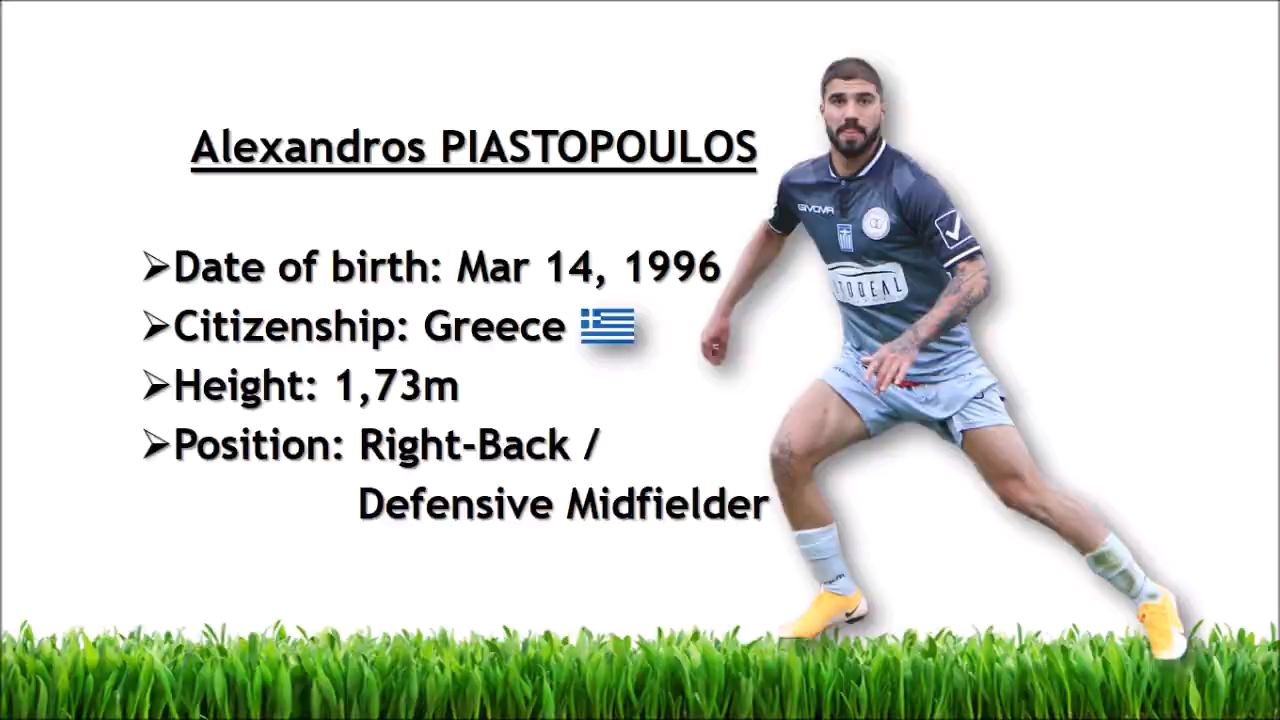 Alexandros PIASTOPOULOS
➢Date of birth: Mar 14, 1996
➢Citizenship: Greece
➢Height: 1,73m
➢Position: Right-Back /
Defensive Midfielder
GIVOVA